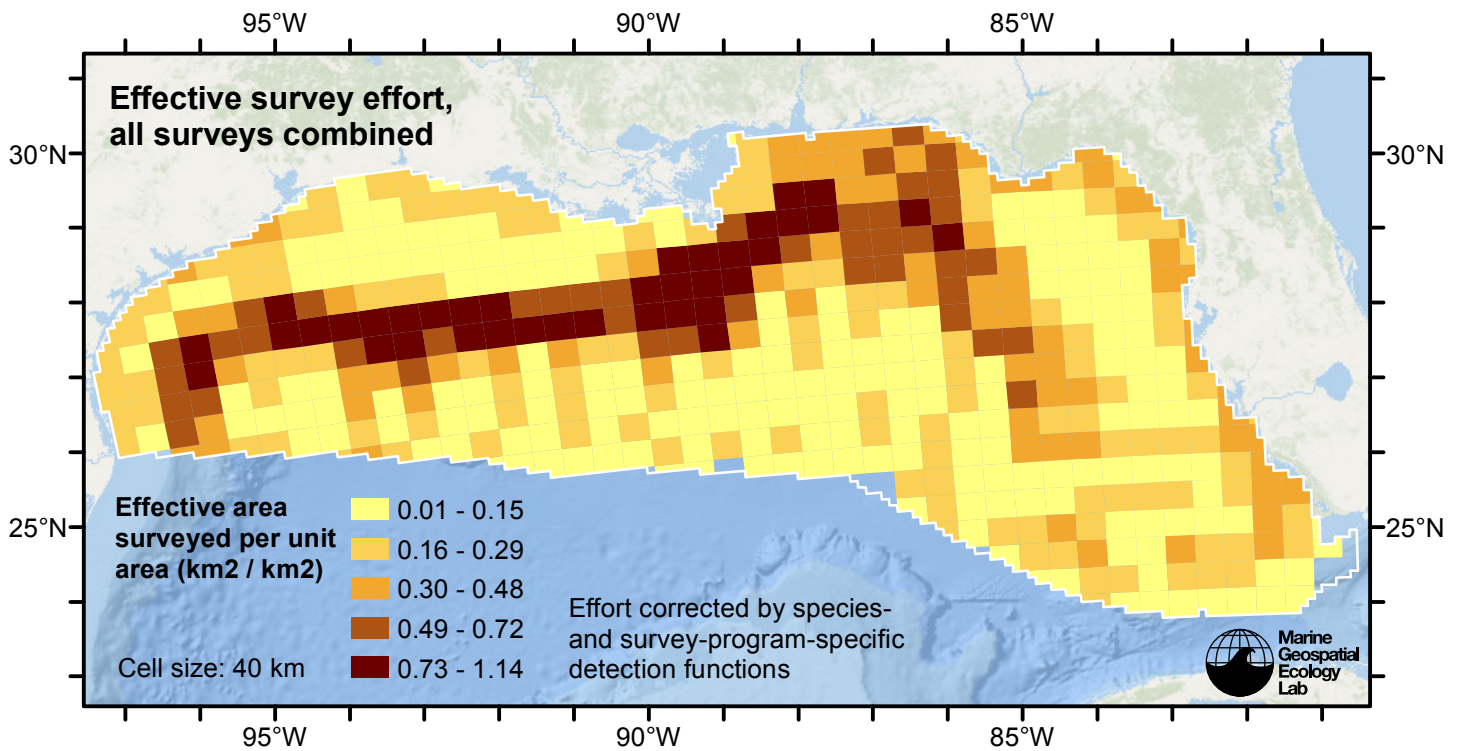 95°W 90°W 85°W
Effective survey effort,
all surveys combined
30°N 30°N
25°N 25°N
Effective area
surveyed per unit
area (km2 / km2)
0.01 - 0.15
0.16 - 0.29
0.30 - 0.48
0.49 - 0.72
0.73 - 1.14
Cell size: 40 km
Effort corrected by species-
and survey-program-specific
detection functions
Marine
Geospatial
Ecology
Lab
95°W 90°W 85°W